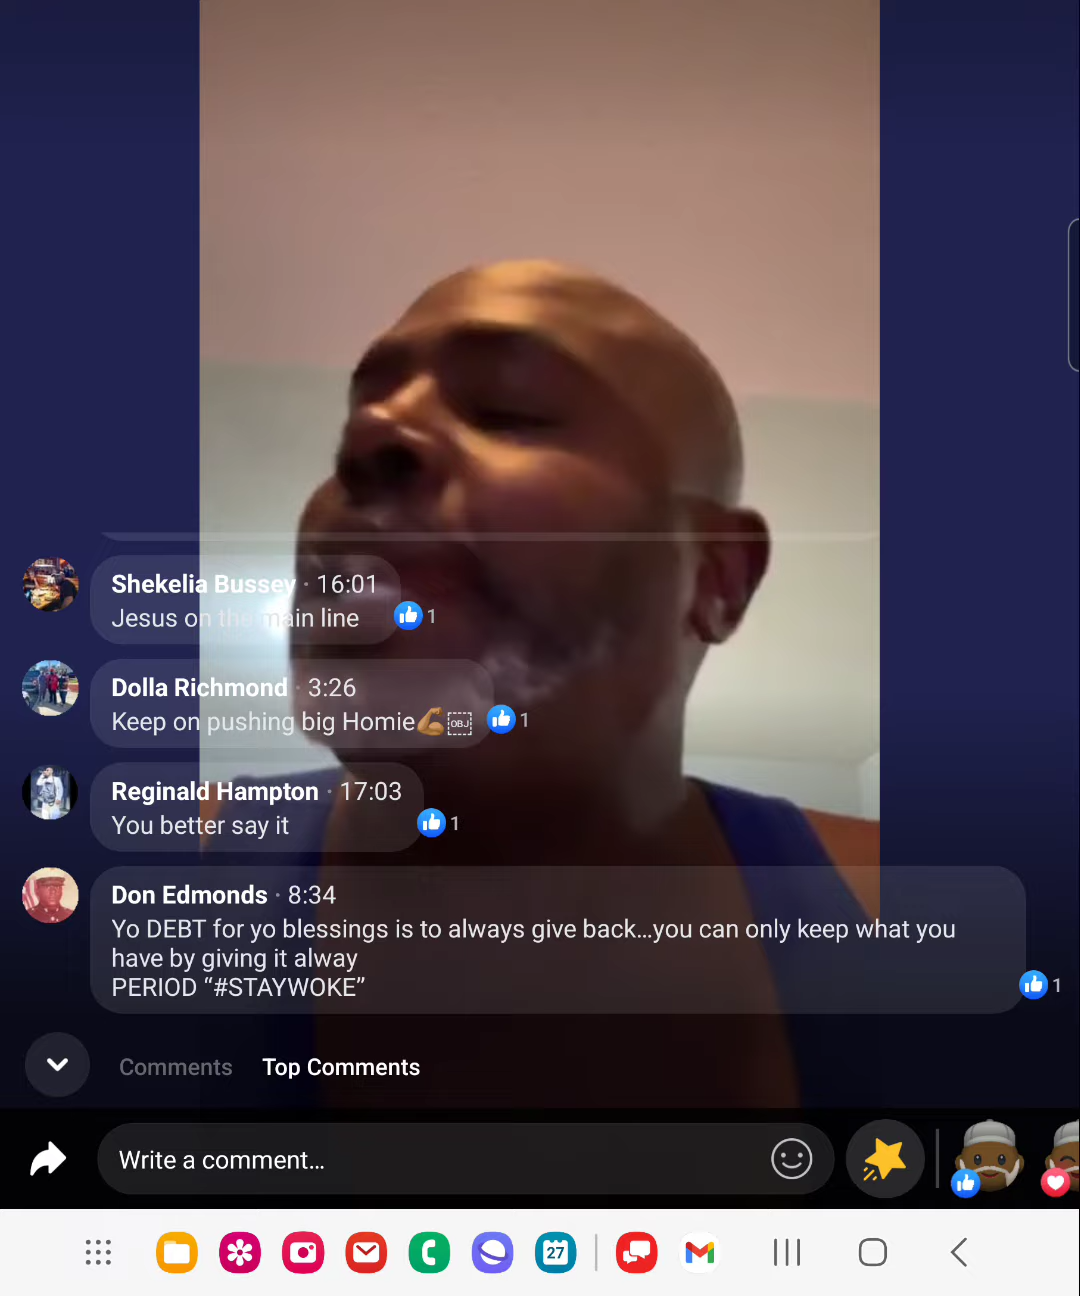 Shekelia Bussey · 16:01
Jesus on the main line
1
Dolla Richmond · 3:26
Keep on pushing big Homie💪🏾OBJ
1
Reginald Hampton · 17:03
You better say it
1
Don Edmonds · 8:34
Yo DEBT for yo blessings is to always give back...you can only keep what you
have by giving it alway
PERIOD “#STAYWOKE”
1
Comments Top Comments
Write a comment...
27